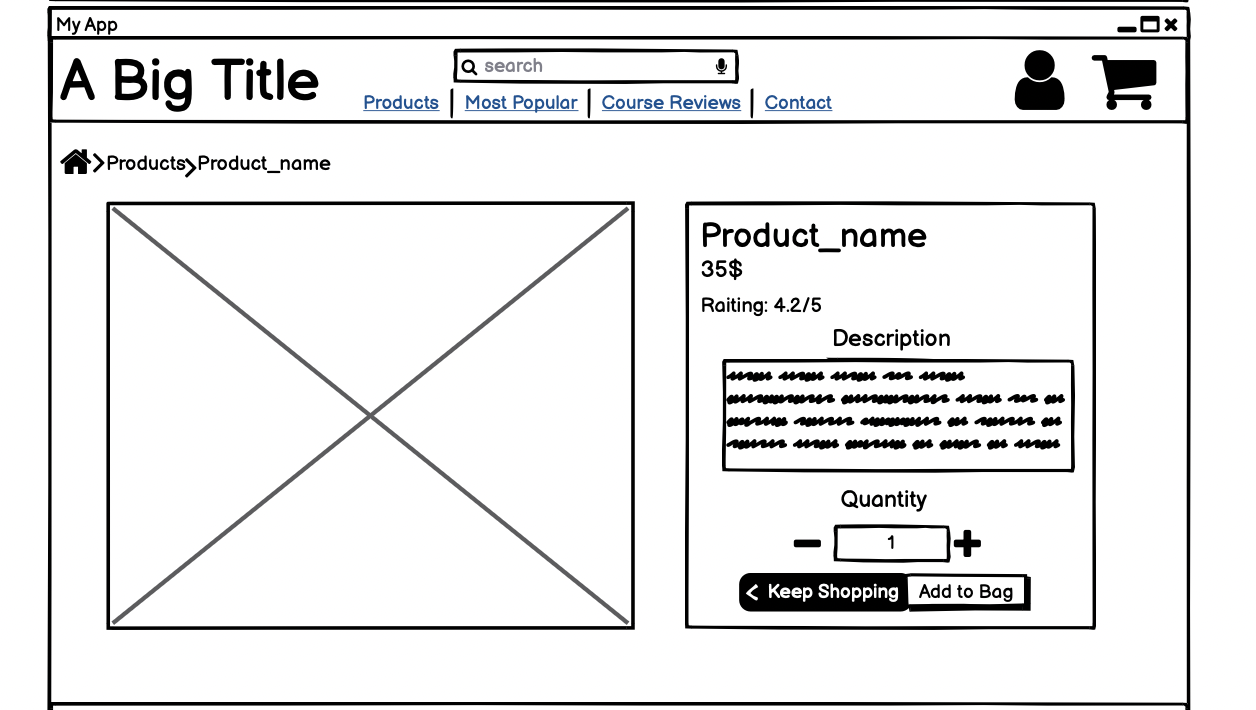 My App
A Big Title
search
Products
Most Popular
Course Reviews
Contact
Products
Product_name
Product_name
35$
Raiting: 4.2/5
Description
Quantity
1
Keep Shopping
Add to Bag